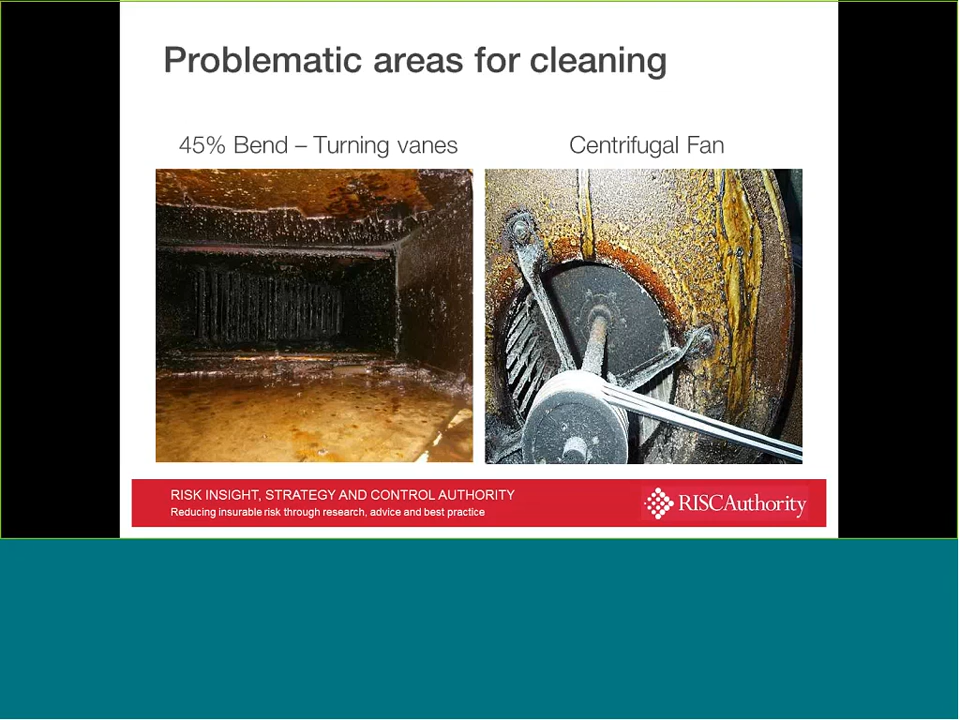 Problematic areas for cleaning
45% Bend – Turning vanes
Centrifugal Fan
RISK INSIGHT, STRATEGY AND CONTROL AUTHORITY
Reducing insurable risk through research, advice and best practice
RISCAuthority